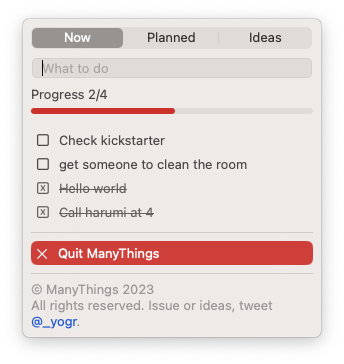 Now Planned Ideas
What to do
Progress 2/4
Check kickstarter
get someone to clean the room
Hello world
Call harumi at 4
Quit ManyThings
© ManyThings 2023
All rights reserved. Issue or ideas, tweet
@_yogr.